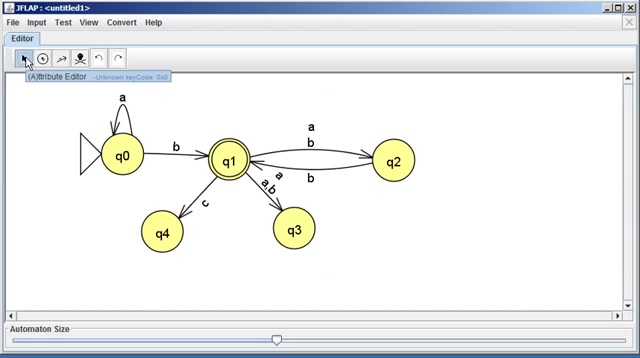 JFLAP : <untitled1>
File Input Test View Convert Help
Editor
(A)ttribute Editor -Unknown keyCode: 0x0
a
a
q0
b
q1
b
q2
b
a
a,b
c
q4
q3
Automaton Size